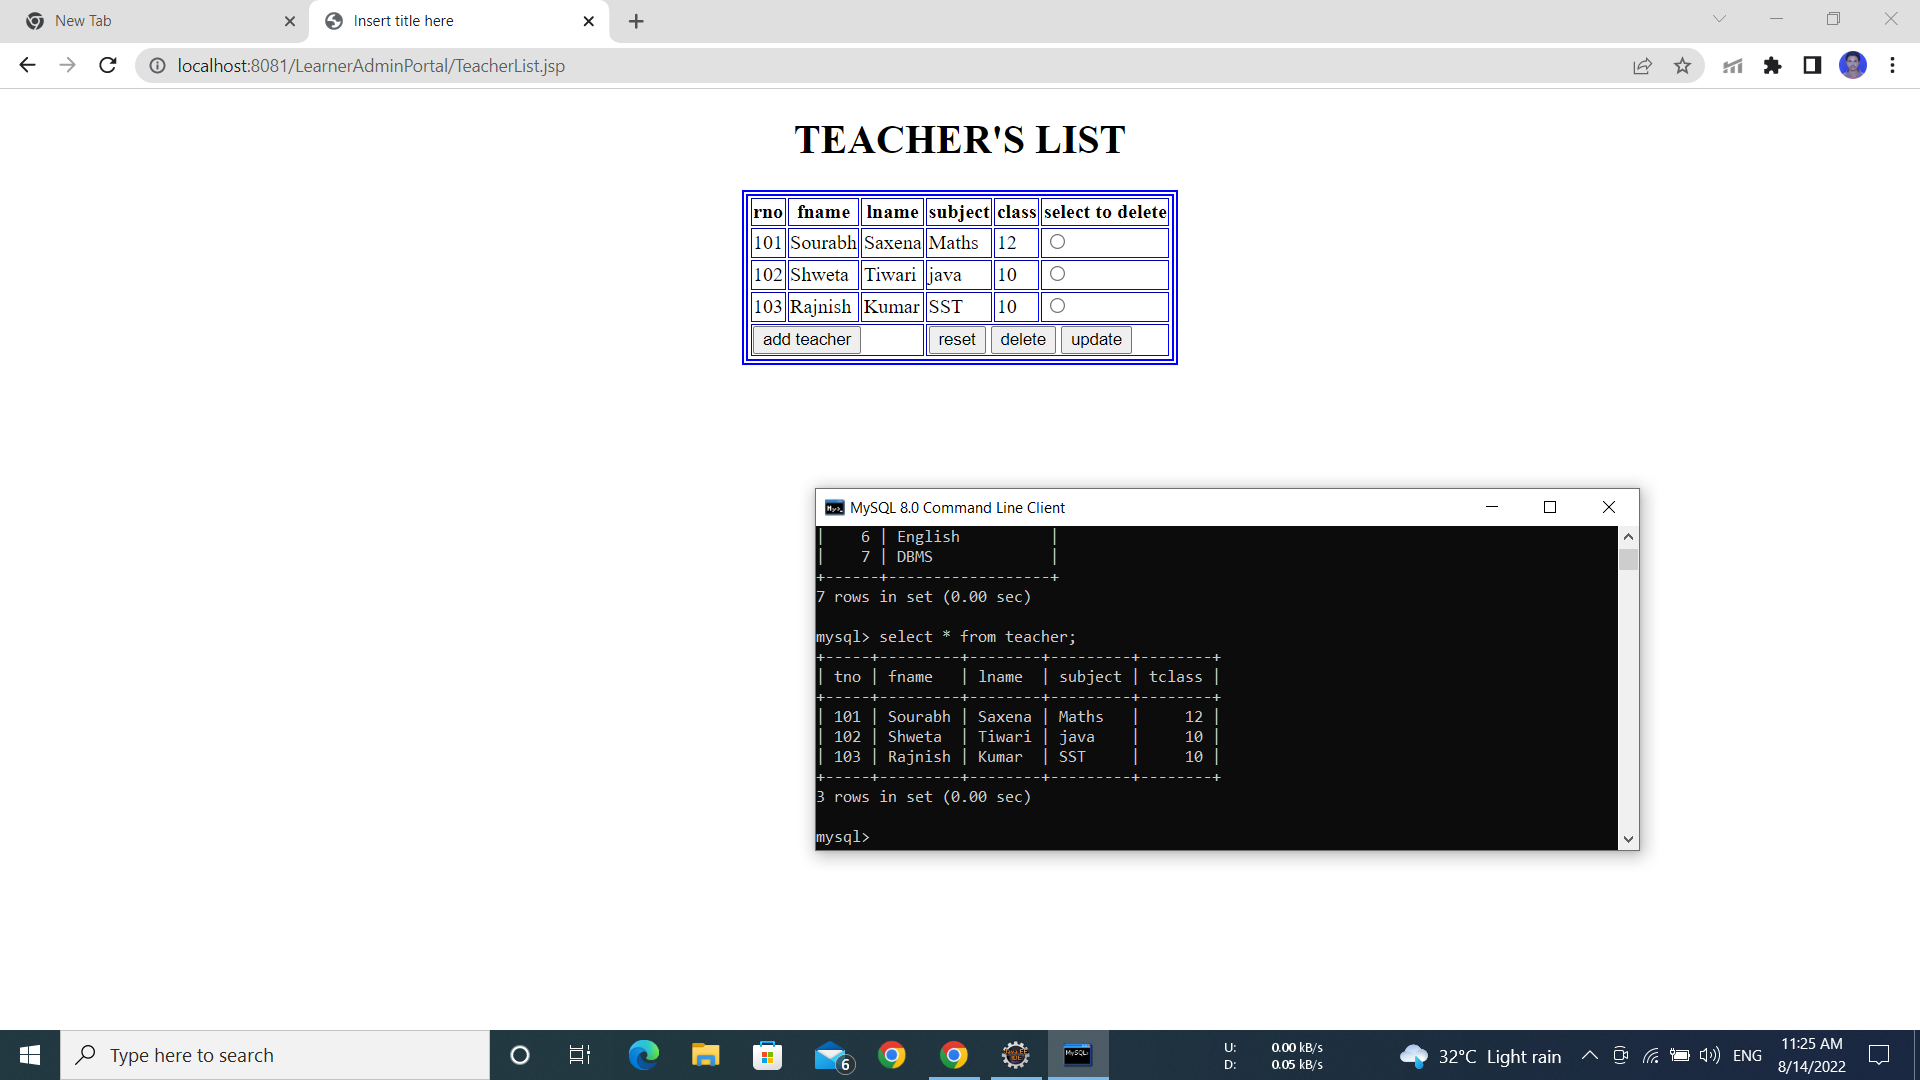 New Tab
Insert title here
localhost:8081/LearnerAdminPortal/TeacherList.jsp
TEACHER'S LIST
rno fname lname subject class select to delete
101 Sourabh Saxena Maths 12
102 Shweta Tiwari java 10
103 Rajnish Kumar SST 10
add teacher reset delete update
MySQL 8.0 Command Line Client
| 6 | English |
| 7 | DBMS |
+------+------------------+
7 rows in set (0.00 sec)
mysql> select * from teacher;
+-----+---------+--------+---------+--------+
| tno | fname | lname | subject | tclass |
+-----+---------+--------+---------+--------+
| 101 | Sourabh | Saxena | Maths | 12 |
| 102 | Shweta | Tiwari | java | 10 |
| 103 | Rajnish | Kumar | SST | 10 |
+-----+---------+--------+---------+--------+
3 rows in set (0.00 sec)
mysql>
Type here to search
6
U: 0.00 kB/s
D: 0.05 kB/s
32°C Light rain
ENG
11:25 AM
8/14/2022